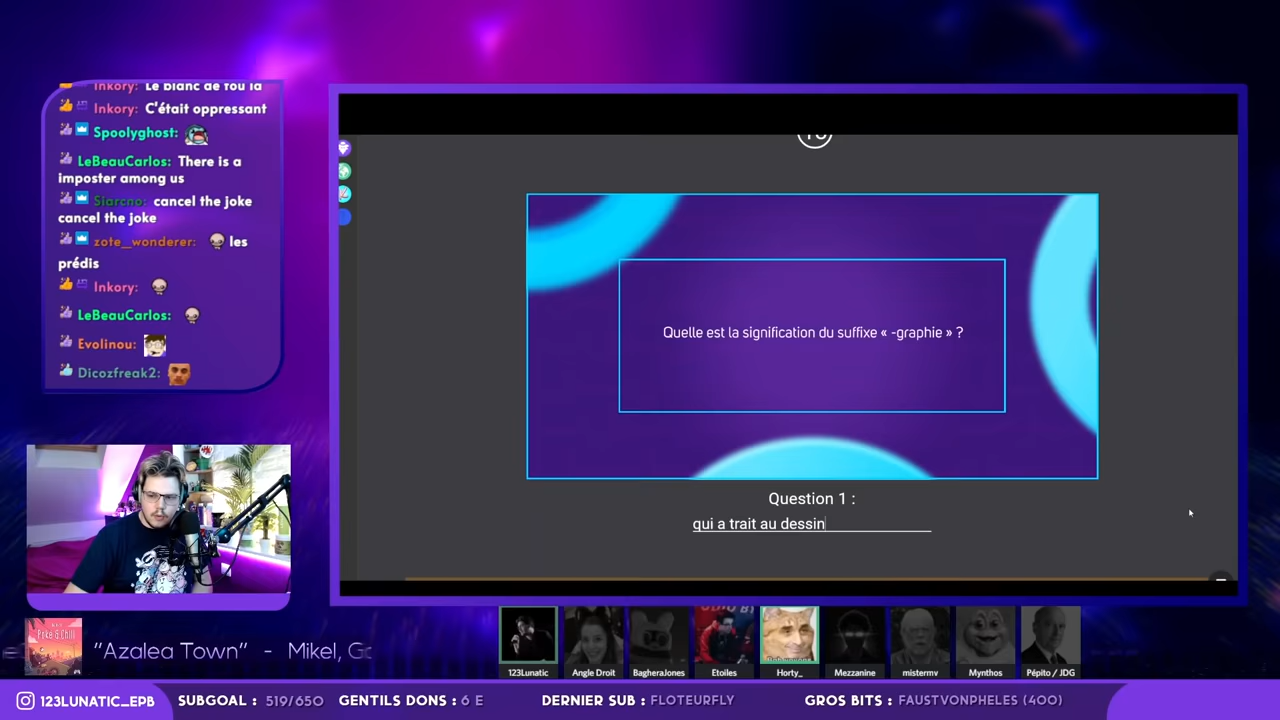 Inkory: Le blanc de fou là
Inkory: C'était oppressant
Spoolyghost:
LeBeauCarlos: There is a
imposter among us
Siarcno: cancel the joke
cancel the joke
zote_wonderer: les
prédis
Inkory:
LeBeauCarlos:
Evolinou:
Dicozfreak2:
Quelle est la signification du suffixe « -graphie » ?
Question 1 :
qui a trait au dessin
Poké & Chill
"Azalea Town" - Mikel,
123Lunatic
Angle Droit
BagheraJones
Etoiles
Horty_
Mezzanine
mistermv
Mynthos
Pépito / JDG
123LUNATIC_EPB
SUBGOAL : 519/650
GENTILS DONS : 6 E
DERNIER SUB : FLOTEURFLY
GROS BITS : FAUSTVONPHELES (400)